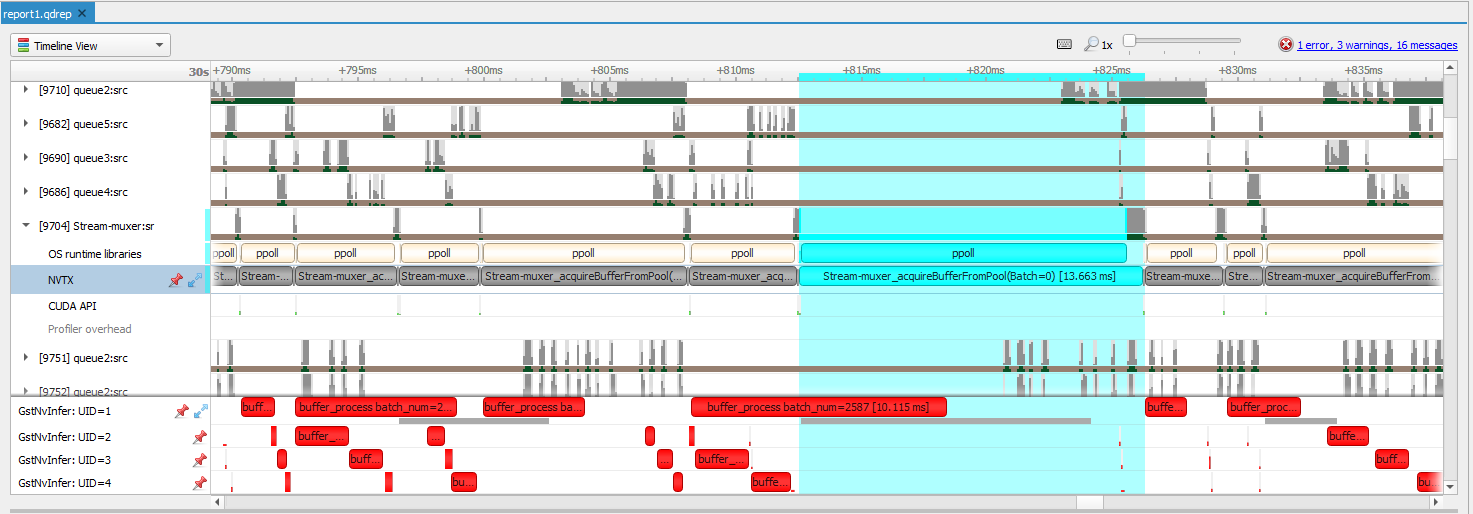 report1.qdrep
Timeline View
1x
1 error, 3 warnings, 16 messages
30s +790ms +795ms +800ms +805ms +810ms +815ms +820ms +825ms +830ms +835ms
[9710] queue2:src
[9682] queue5:src
[9690] queue3:src
[9686] queue4:src
[9704] Stream-muxer:sr
OS runtime libraries ppoll ppoll ppoll ppoll ppoll ppoll ppoll ppoll ppoll ppoll
NVTX St... Stream-... Stream-muxer_ac... Stream-muxe... Stream-muxer_acquireBufferFromPool(... Stream-muxer_acq... Stream-muxer_acquireBufferFromPool(Batch=0) [13.663 ms] Stream-muxe... Stre... Stream-muxer_acquireBufferFrom...
CUDA API
Profiler overhead
[9751] queue2:src
[9752] queue2:src
GstNvInfer: UID=1 buff... buffer_process batch_num=2... buffer_process ba... buffer_process batch_num=2587 [10.115 ms] buffe... buffer_proc...
GstNvInfer: UID=2 buffer_... ... buffe...
GstNvInfer: UID=3 buff... ... buffer_... buffe...
GstNvInfer: UID=4 bu... buffe... bu...